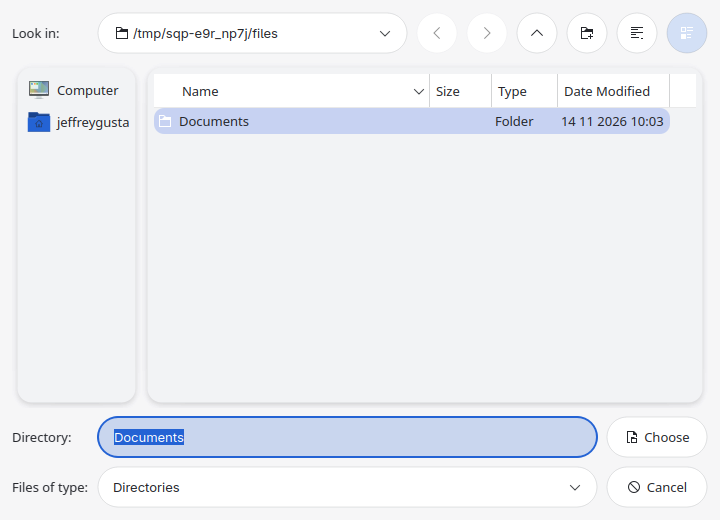 Look in: /tmp/sqp-e9r_np7j/files
Computer
jeffreygusta
Name Size Type Date Modified
Documents Folder 14 11 2026 10:03
Directory: Documents Choose
Files of type: Directories Cancel